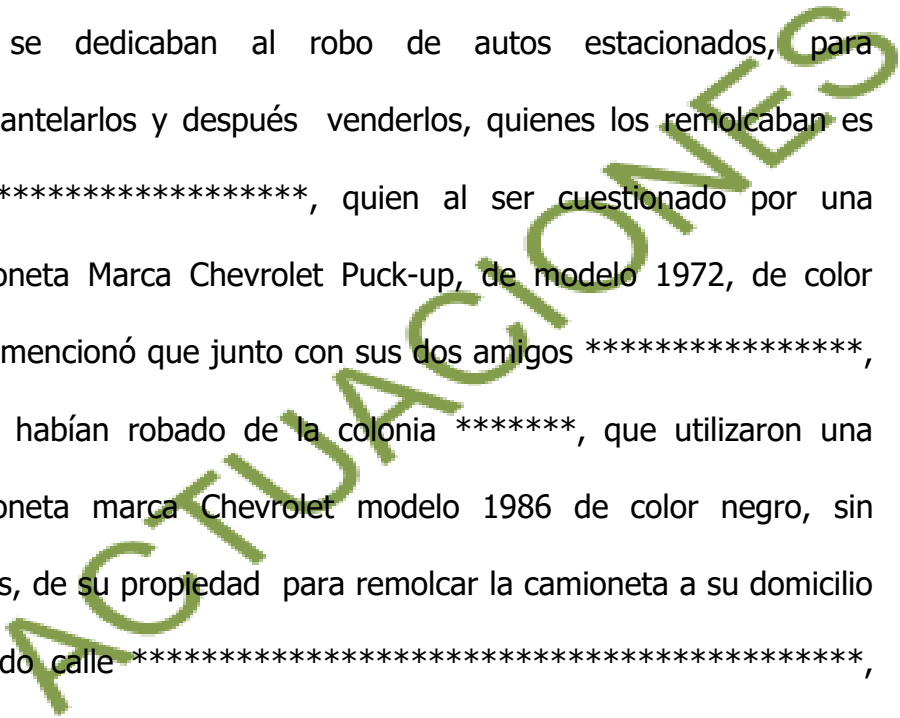 se dedicaban al robo de autos estacionados, para
antelarlos y después venderlos, quienes los remolcaban es
******************, quien al ser cuestionado por una
oneta Marca Chevrolet Puck-up, de modelo 1972, de color
mencionó que junto con sus dos amigos ****************,
habían robado de la colonia *******, que utilizaron una
oneta marca Chevrolet modelo 1986 de color negro, sin
s, de su propiedad para remolcar la camioneta a su domicilio
do calle ******************************************,
ACTUACIONES